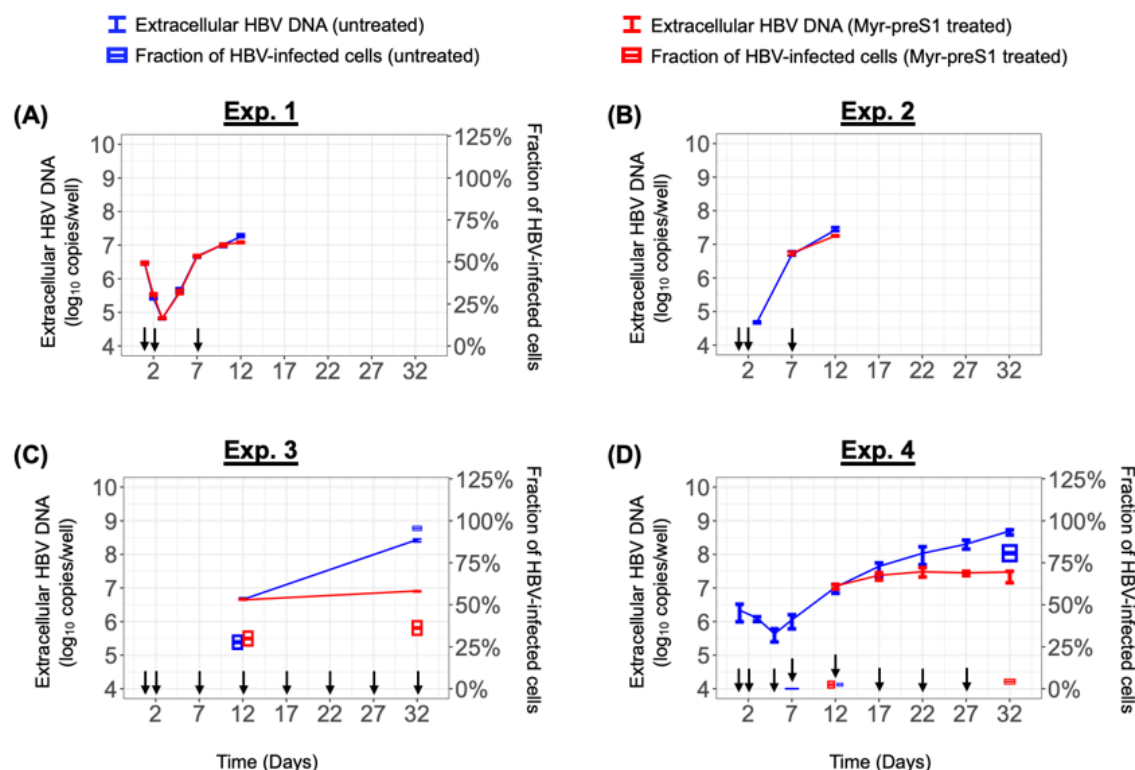 Extracellular HBV DNA (untreated)
Fraction of HBV-infected cells (untreated)
Extracellular HBV DNA (Myr-preS1 treated)
Fraction of HBV-infected cells (Myr-preS1 treated)
(A)
Exp. 1
Extracellular HBV DNA
(log₁₀ copies/well)
10
9
8
7
6
5
4
125%
100%
75%
50%
25%
0%
Fraction of HBV-infected cells
2 7 12 17 22 27 32
(B)
Exp. 2
Extracellular HBV DNA
(log₁₀ copies/well)
10
9
8
7
6
5
4
2 7 12 17 22 27 32
(C)
Exp. 3
Extracellular HBV DNA
(log₁₀ copies/well)
10
9
8
7
6
5
4
125%
100%
75%
50%
25%
0%
Fraction of HBV-infected cells
2 7 12 17 22 27 32
Time (Days)
(D)
Exp. 4
Extracellular HBV DNA
(log₁₀ copies/well)
10
9
8
7
6
5
4
125%
100%
75%
50%
25%
0%
Fraction of HBV-infected cells
2 7 12 17 22 27 32
Time (Days)